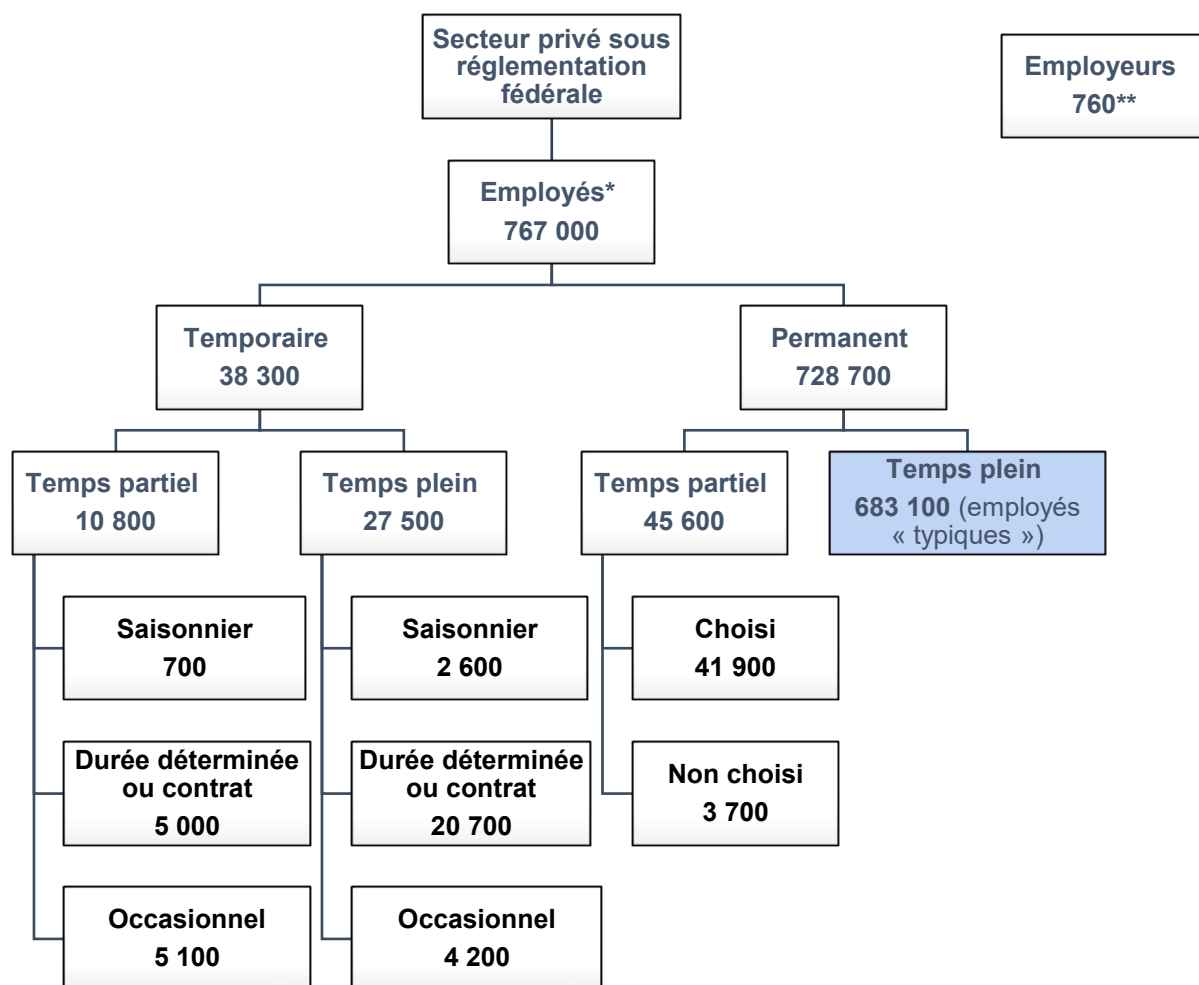 Secteur privé sous
réglementation
fédérale
Employeurs
760**
Employés*
767 000
Temporaire
38 300
Permanent
728 700
Temps partiel
10 800
Temps plein
27 500
Temps partiel
45 600
Temps plein
683 100 (employés
« typiques »)
Saisonnier
700
Saisonnier
2 600
Choisi
41 900
Durée déterminée
ou contrat
5 000
Durée déterminée
ou contrat
20 700
Non choisi
3 700
Occasionnel
5 100
Occasionnel
4 200